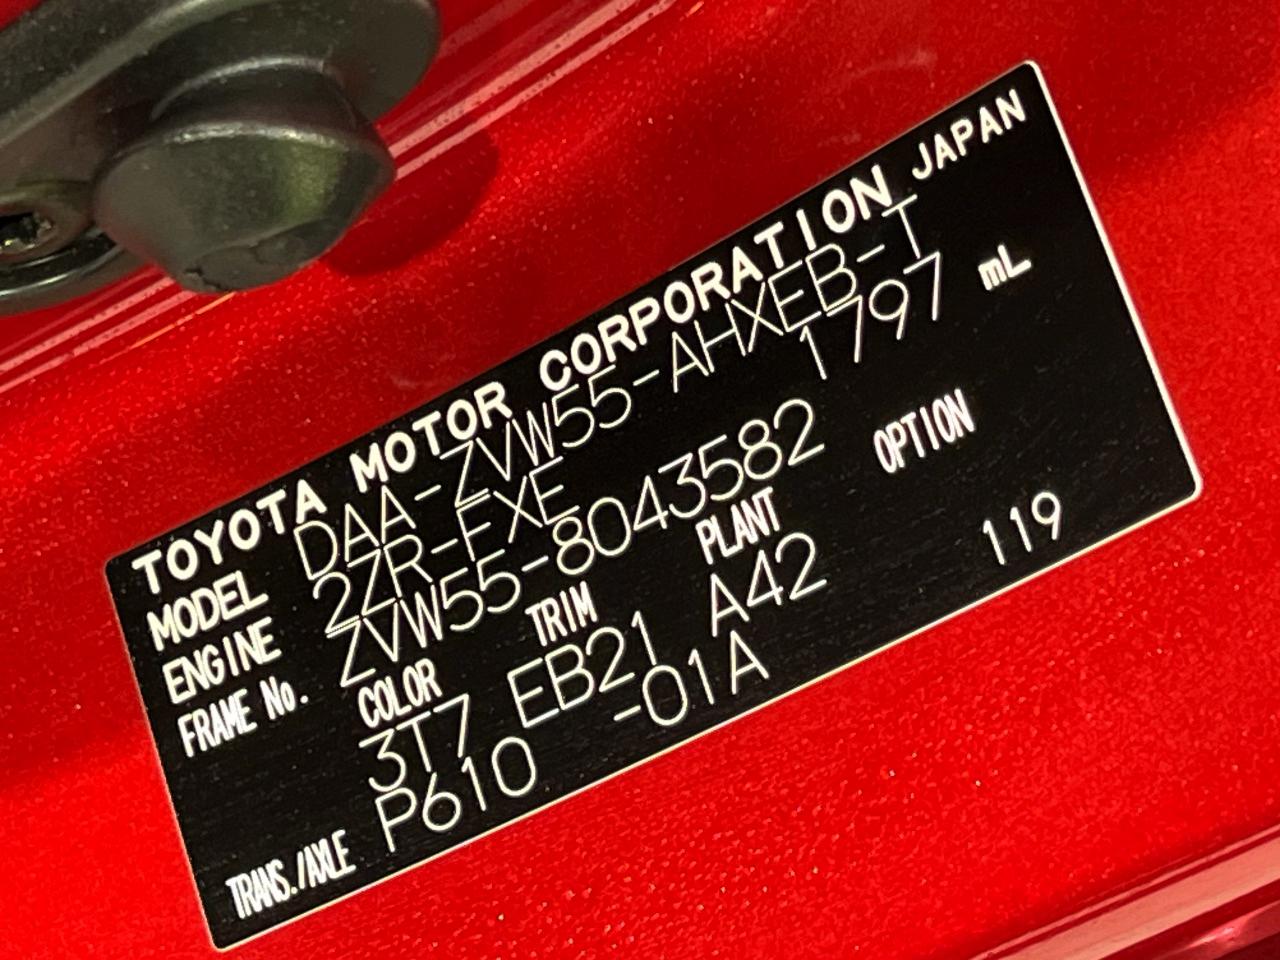 TOYOTA MOTOR CORPORATION JAPAN
MODEL DAA-ZVW55-AHXEB-T
ENGINE 2ZR-FXE 1797 mL
FRAME No. ZVW55-8043582
COLOR TRIM PLANT OPTION
3T7 EB21 A42 119
TRANS./AXLE P610 -01A